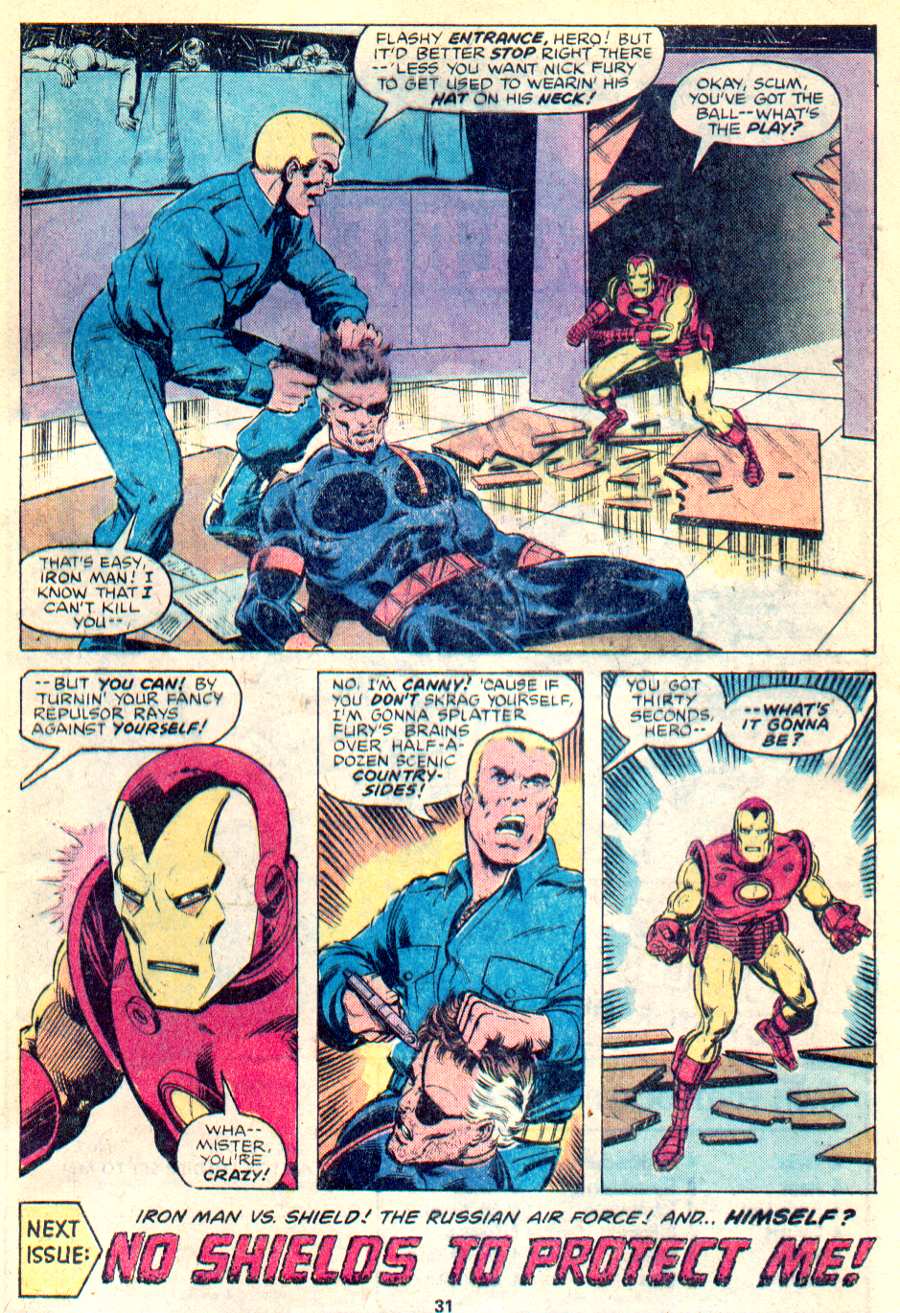 FLASHY ENTRANCE, HERO! BUT
IT'D BETTER STOP RIGHT THERE
--'LESS YOU WANT NICK FURY
TO GET USED TO WEARIN' HIS
HAT ON HIS NECK!
OKAY, SCUM,
YOU'VE GOT THE
BALL--WHAT'S
THE PLAY?
THAT'S EASY,
IRON MAN! I
KNOW THAT I
CAN'T KILL
YOU--
--BUT YOU CAN! BY
TURNIN' YOUR FANCY
REPULSOR RAYS
AGAINST YOURSELF!
WHA--
MISTER,
YOU'RE
CRAZY!
NO, I'M CANNY! 'CAUSE IF
YOU DON'T SKRAG YOURSELF,
I'M GONNA SPLATTER
FURY'S BRAINS
OVER HALF-A-
DOZEN SCENIC
COUNTRY-
SIDES!
YOU GOT
THIRTY
SECONDS,
HERO--
--WHAT'S
IT GONNA
BE?
NEXT
ISSUE:
IRON MAN VS. SHIELD! THE RUSSIAN AIR FORCE! AND.. HIMSELF?
NO SHIELDS TO PROTECT ME!
31